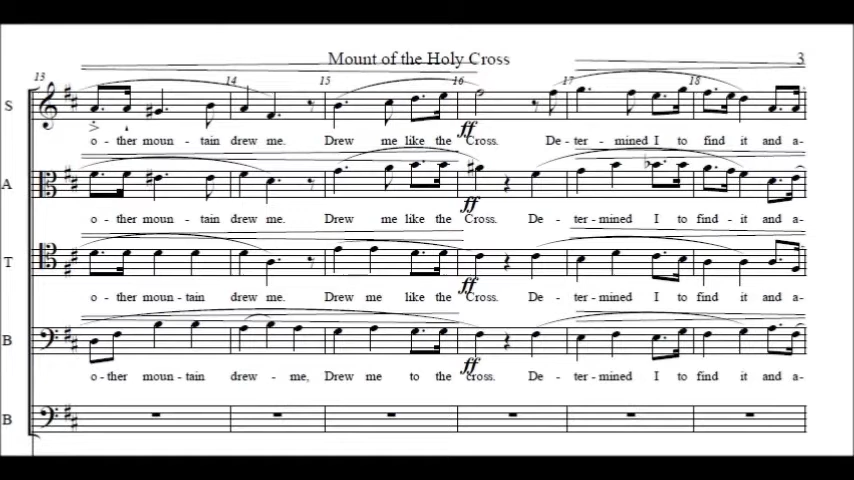 Mount of the Holy Cross 3
13 14 15 16 17 18
S
ff
o - ther moun - tain drew me. Drew me like the Cross. De - ter - mined I to find it and a-
A
ff
o - ther moun - tain drew me. Drew me like the Cross. De - ter - mined I to find - it and a-
T
ff
o - ther moun - tain drew me. Drew me like the Cross. De - ter - mined I to find it and a-
B
ff
o - ther moun - tain drew - me, Drew me to the cross. De - ter - mined I to find it and a-
B